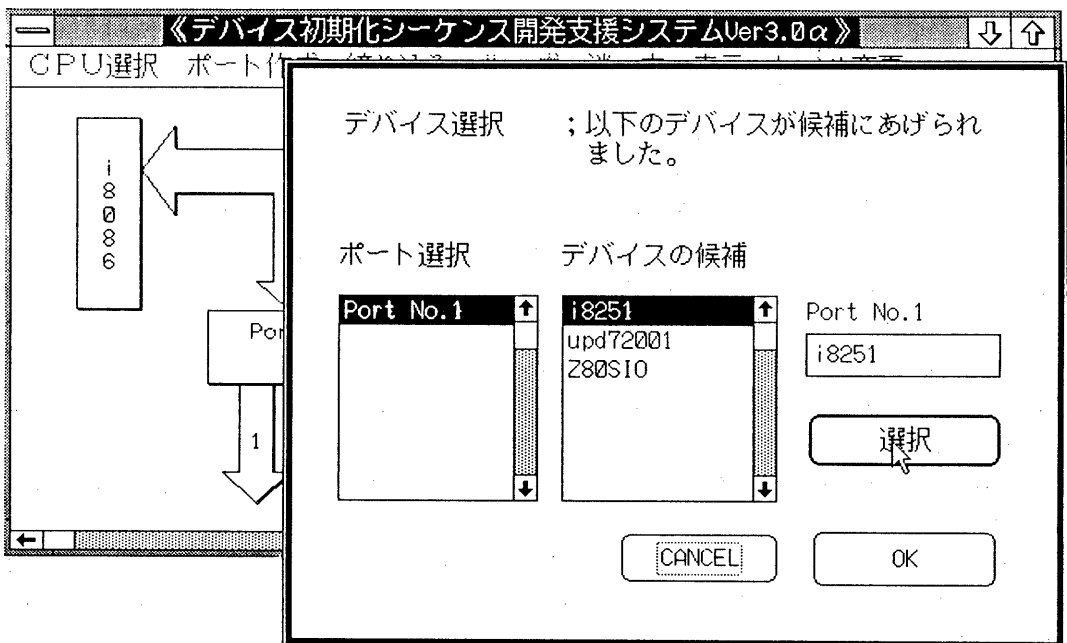 《デバイス初期化シーケンス開発支援システムVer3.0α》
CPU選択 ポート作
デバイス選択 ;以下のデバイスが候補にあげられ
ました。
i8086
ポート選択 デバイスの候補
Port No.1
i8251
upd72001
Z80SIO
Port No.1
i8251
選択
Por
1
CANCEL
OK